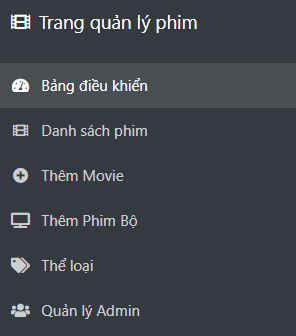 Trang quản lý phim
Bảng điều khiển
Danh sách phim
Thêm Movie
Thêm Phim Bộ
Thể loại
Quản lý Admin